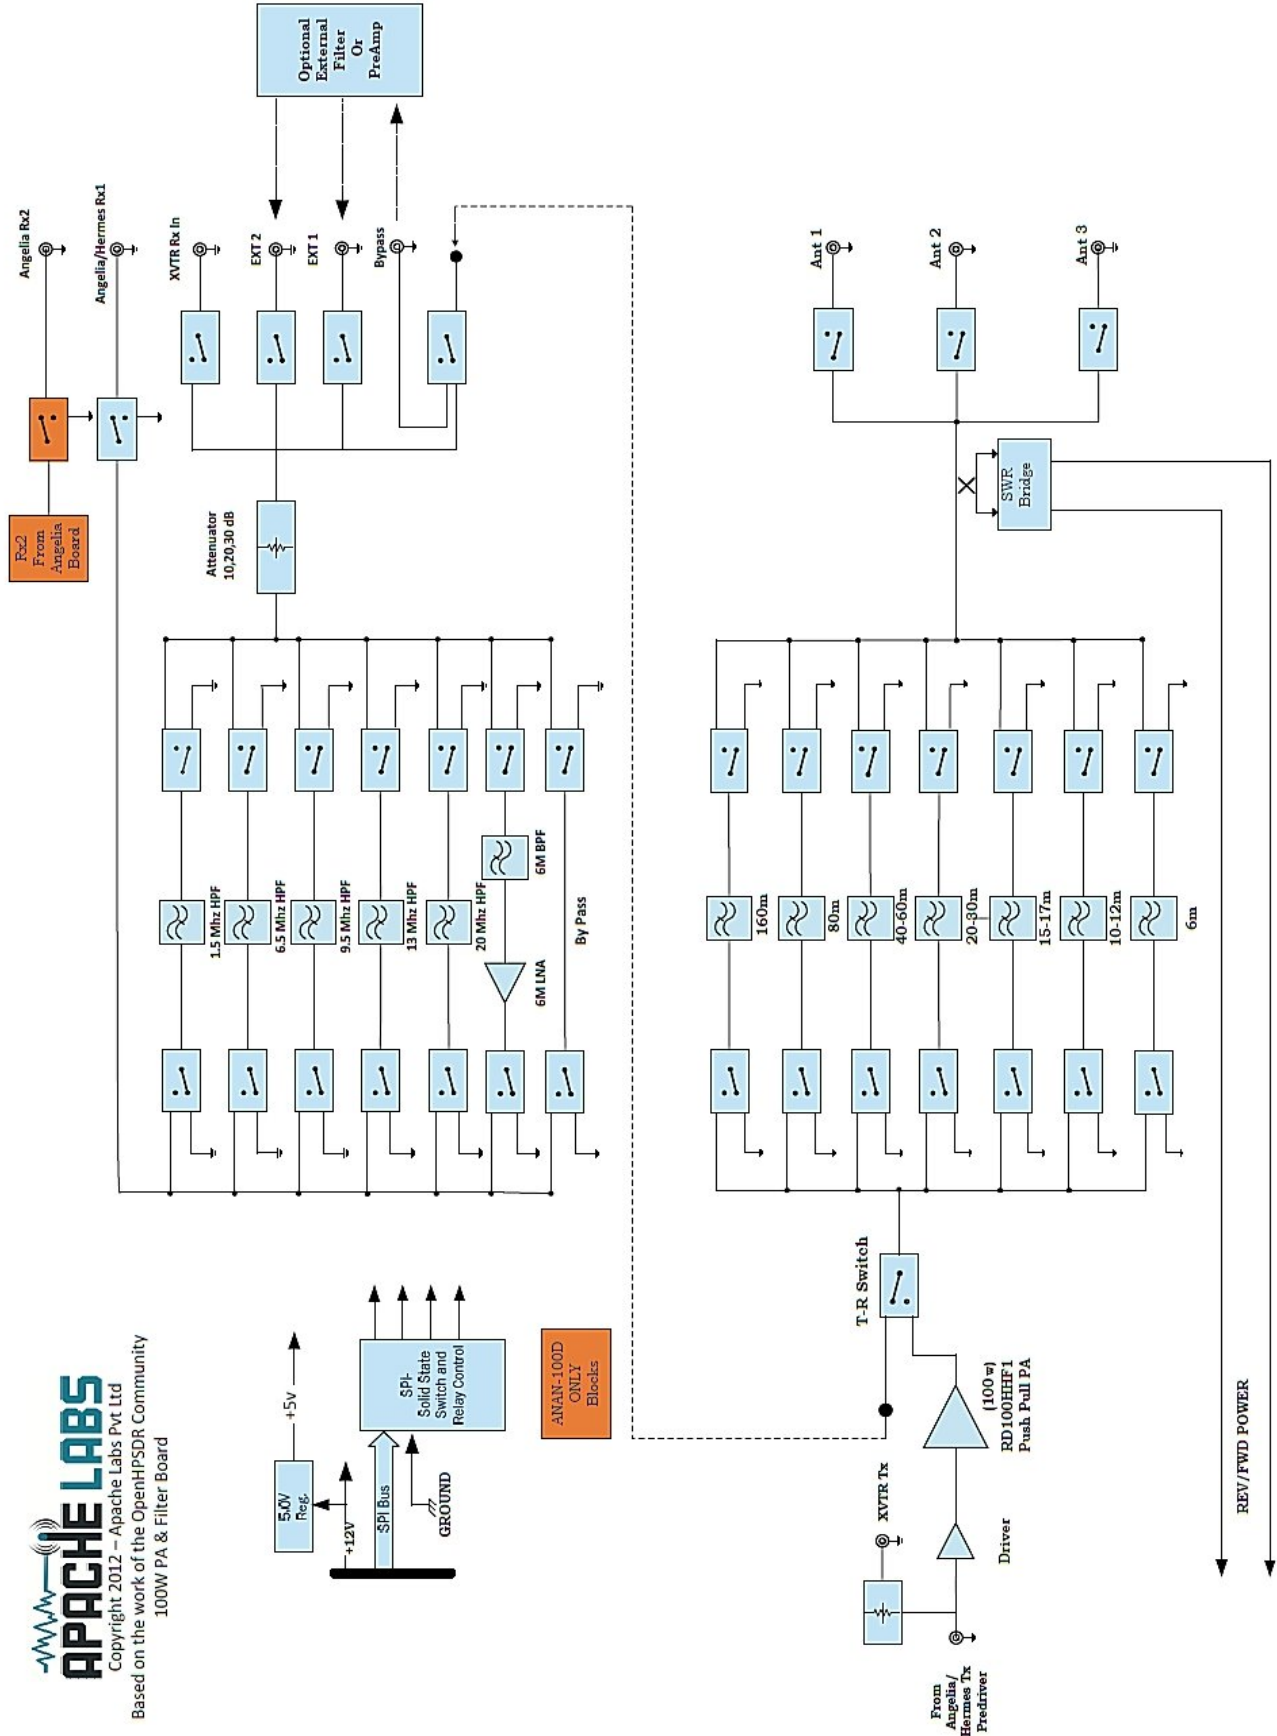 APACHE LABS
Copyright 2012 – Apache Labs Pvt Ltd
Based on the work of the OpenHPSDR Community
100W PA & Filter Board
Rx2
From
Angelia
Board
Angelia Rx2
Angelia/Hermes Rx1
XVTR Rx In
EXT 2
EXT 1
Bypass
Optional
External
Filter
Or
PreAmp
Attenuator
10,20,30 dB
1.5 Mhz HPF
6.5 Mhz HPF
9.5 Mhz HPF
13 Mhz HPF
20 Mhz HPF
6M LNA
6M BPF
By Pass
5.0V
Reg.
+5v
+12V
SPI Bus
GROUND
SPI-
Solid State
Switch and
Relay Control
ANAN-100D
ONLY
Blocks
Ant 1
Ant 2
Ant 3
SWR
Bridge
160m
80m
40-60m
20-30m
15-17m
10-12m
6m
T-R Switch
XVTR Tx
From
Angelia/
Hermes Tx
Predriver
Driver
(100 w)
RD100HHF1
Push Pull PA
REV/FWD POWER